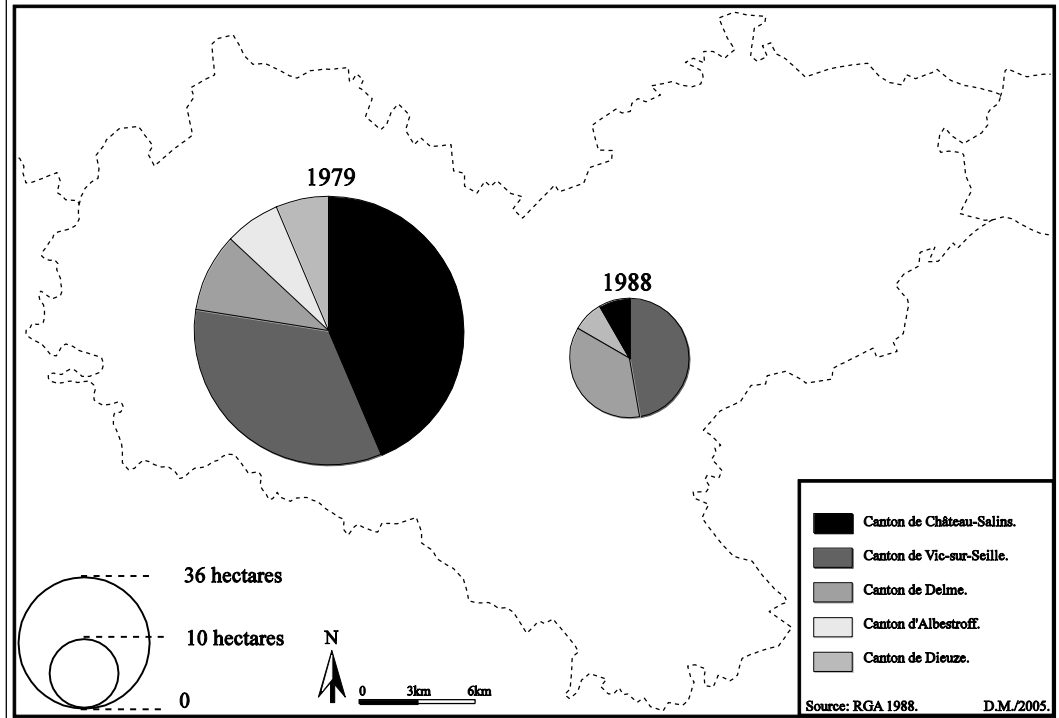 1979
1988
36 hectares
10 hectares
0
N
0 3km 6km
Canton de Château-Salins.
Canton de Vic-sur-Seille.
Canton de Delme.
Canton d'Albestroff.
Canton de Dieuze.
Source: RGA 1988. D.M./2005.